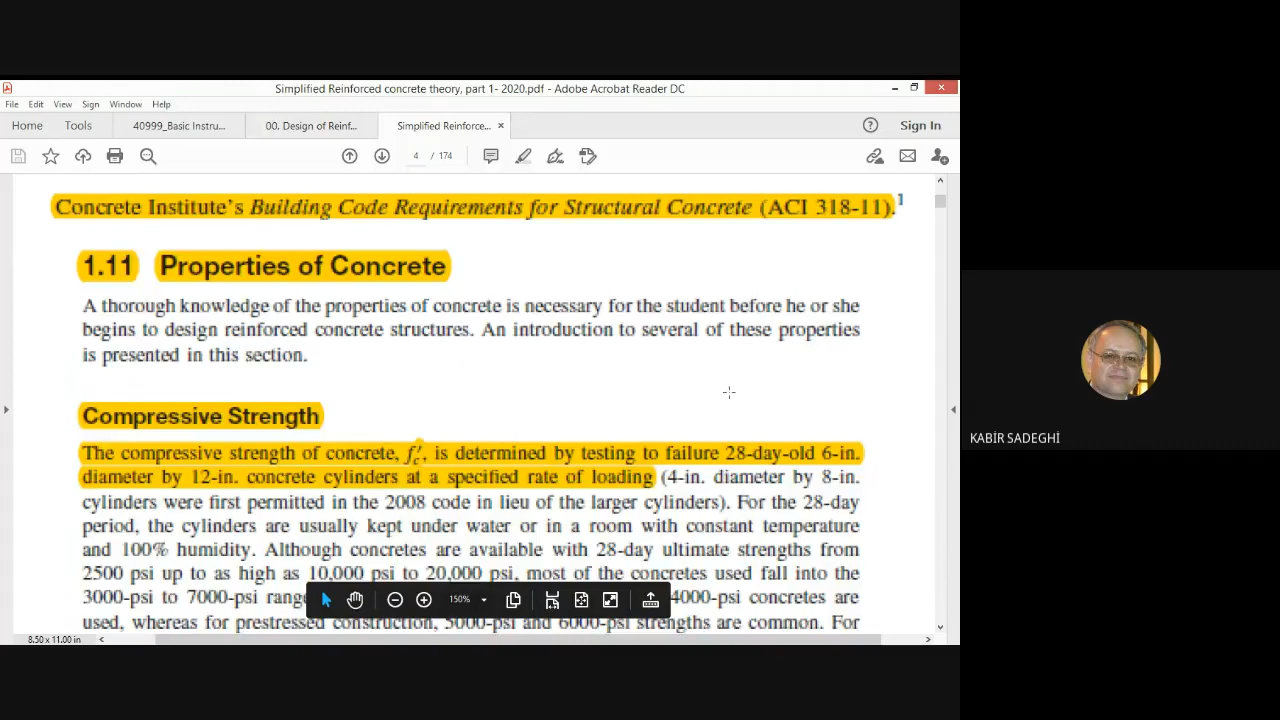 Simplified Reinforced concrete theory, part 1- 2020.pdf - Adobe Acrobat Reader DC
File Edit View Sign Window Help
Home Tools 40999_Basic Instru... 00. Design of Reinf... Simplified Reinforce... × Sign In
4 / 174
Concrete Institute's Building Code Requirements for Structural Concrete (ACI 318-11).1
1.11 Properties of Concrete
A thorough knowledge of the properties of concrete is necessary for the student before he or she
begins to design reinforced concrete structures. An introduction to several of these properties
is presented in this section.
Compressive Strength
The compressive strength of concrete, f′c, is determined by testing to failure 28-day-old 6-in.
diameter by 12-in. concrete cylinders at a specified rate of loading (4-in. diameter by 8-in.
cylinders were first permitted in the 2008 code in lieu of the larger cylinders). For the 28-day
period, the cylinders are usually kept under water or in a room with constant temperature
and 100% humidity. Although concretes are available with 28-day ultimate strengths from
2500 psi up to as high as 10,000 psi to 20,000 psi, most of the concretes used fall into the
3000-psi to 7000-psi rang 4000-psi concretes are
used, whereas for prestressed construction, 5000-psi and 6000-psi strengths are common. For
150%
8.50 x 11.00 in
KABİR SADEGHİ